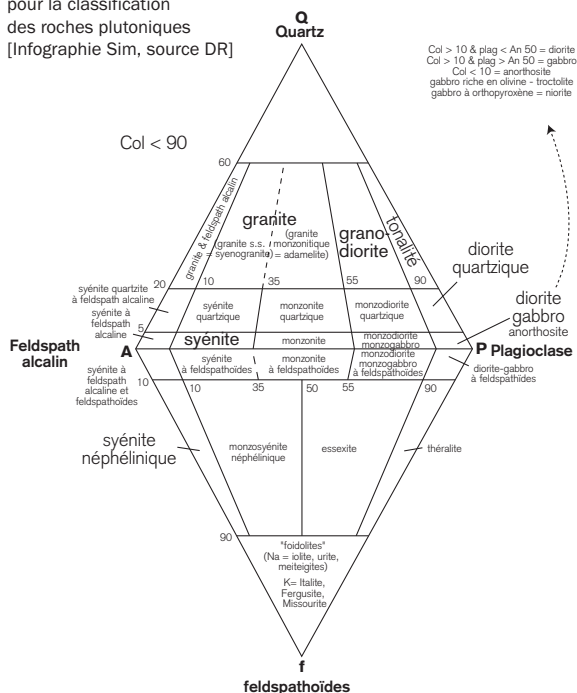 pour la classification
des roches plutoniques
[Infographie Sim, source DR]
Q
Quartz
Col > 10 & plag < An 50 = diorite
Col > 10 & plag > An 50 = gabbro
Col < 10 = anorthosite
gabbro riche en olivine - troctolite
gabbro à orthopyroxène = niorite
Col < 90
60
granite & feldspath alcalin
granite
(granite s.s.
= syenogranite)
(granite
monzonitique
= adamelite)
grano-
diorite
tonalité
diorite
quartzique
20
10
35
55
90
syénite quartzite
à feldspath alcaline
syénite
quartzique
monzonite
quartzique
monzodiorite
quartzique
diorite
gabbro
anorthosite
syénite à
feldspath
alcaline
5
syénite
monzonite
monzodiorite
monzogabbro
Feldspath
alcalin
A
P Plagioclase
syénite
à feldspathoïdes
monzonite
à feldspathoïdes
monzodiorite
monzogabbro
à feldspathoïdes
diorite-gabbro
à feldspathïdes
syénite à
feldspath
alcaline et
feldspathoïdes
10
10
35
50
55
90
syénite
néphélinique
monzosyénite
néphélinique
essexite
théralite
90
"foidolites"
(Na = iolite, urite,
meiteigites)
K= Italite,
Fergusite,
Missourite
f
feldspathoïdes